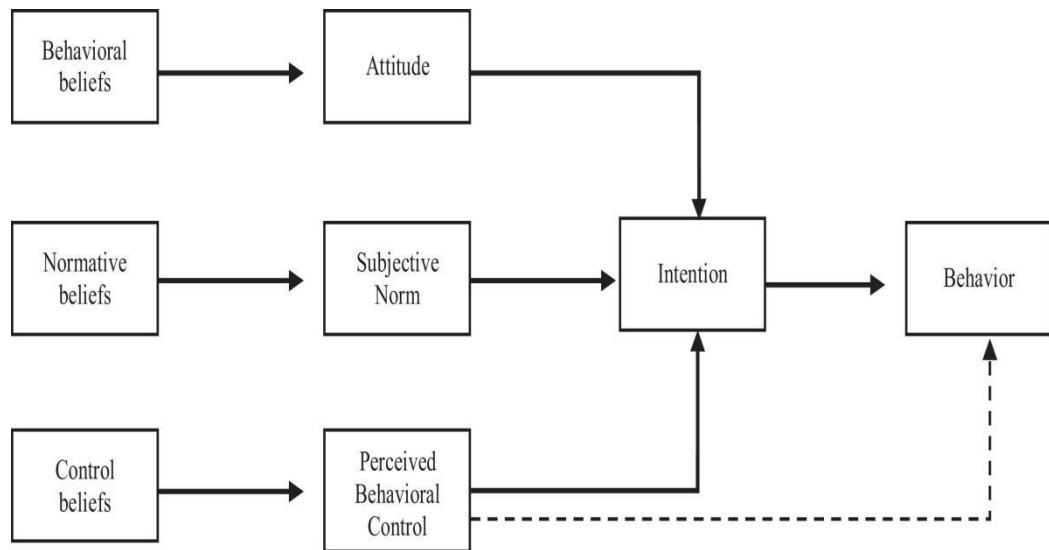 Behavioral
beliefs
Attitude
Normative
beliefs
Subjective
Norm
Intention
Behavior
Control
beliefs
Perceived
Behavioral
Control